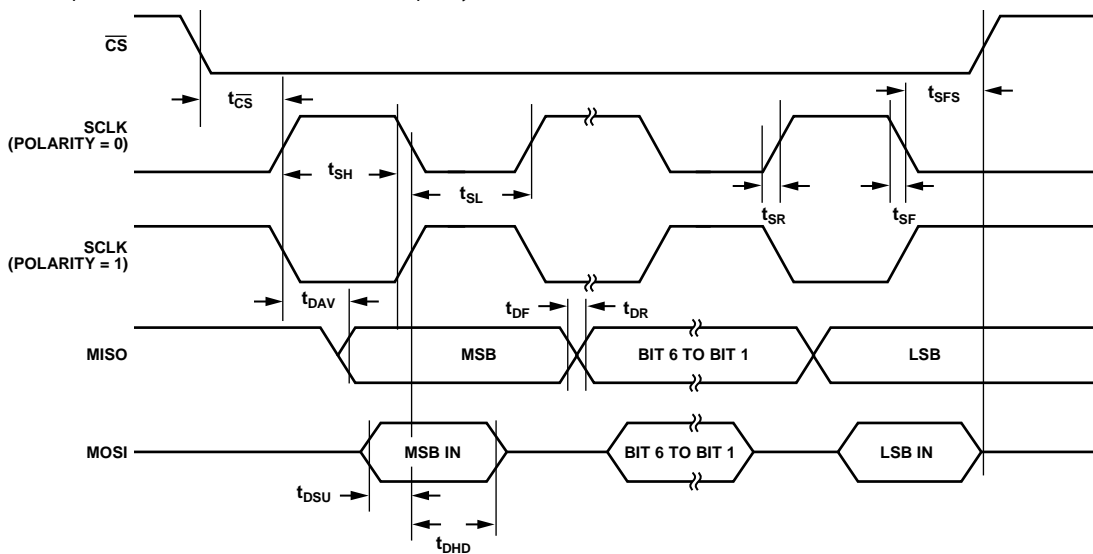 CS
tCS
tSFS
SCLK
(POLARITY = 0)
tSH
tSL
tSR
tSF
SCLK
(POLARITY = 1)
tDAV
tDF
tDR
MISO
MSB
BIT 6 TO BIT 1
LSB
MOSI
MSB IN
BIT 6 TO BIT 1
LSB IN
tDSU
tDHD